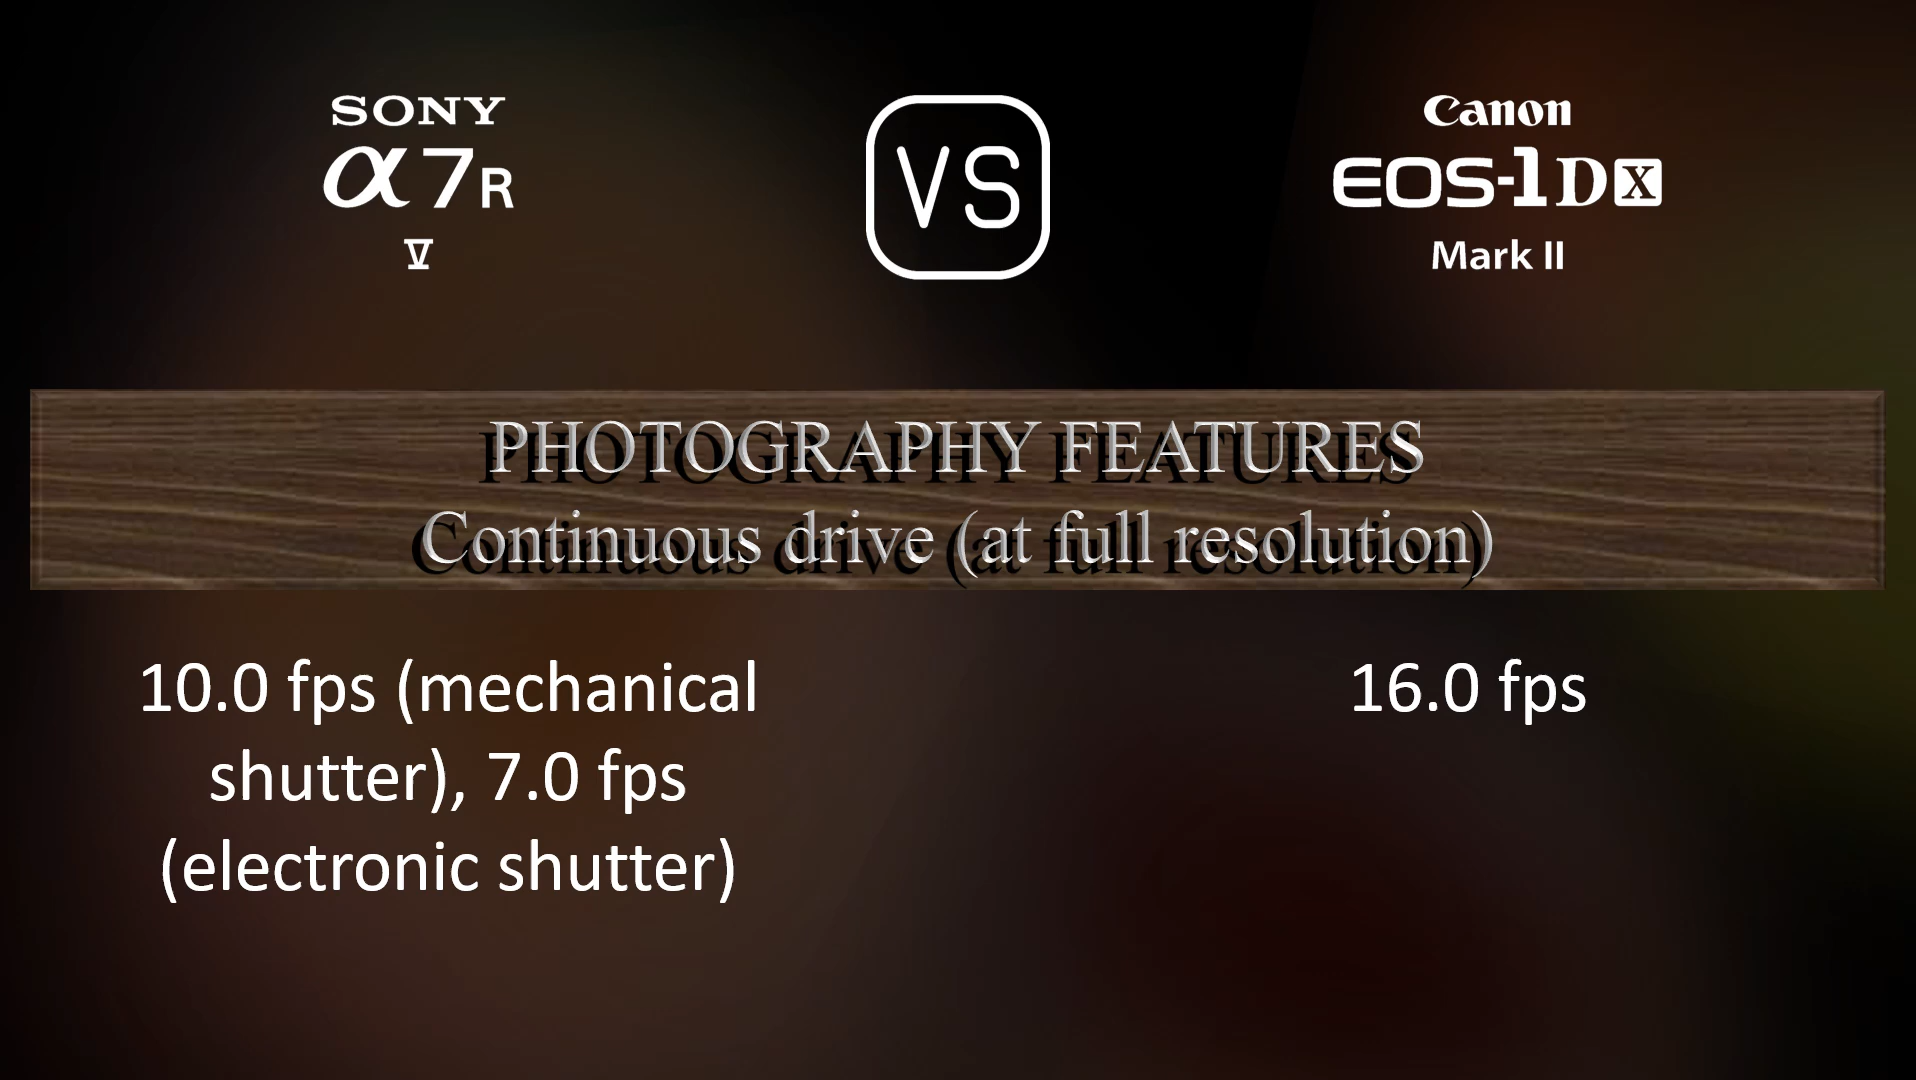 SONY
α7R
V
VS
Canon
EOS-1DX
Mark II
PHOTOGRAPHY FEATURES
Continuous drive (at full resolution)
10.0 fps (mechanical
shutter), 7.0 fps
(electronic shutter)
16.0 fps